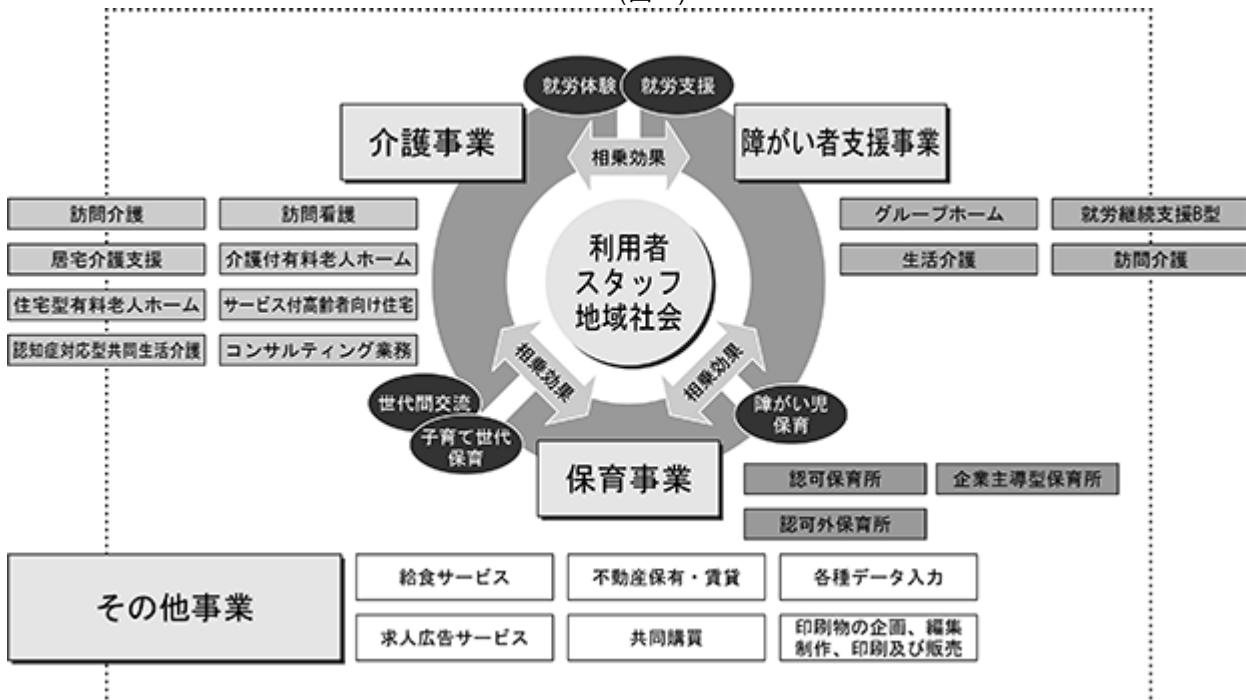 就労体験
就労支援
介護事業
障がい者支援事業
相乗効果
訪問介護
訪問看護
居宅介護支援
介護付有料老人ホーム
住宅型有料老人ホーム
サービス付高齢者向け住宅
認知症対応型共同生活介護
コンサルティング業務
利用者
スタッフ
地域社会
グループホーム
就労継続支援B型
生活介護
訪問介護
相乗効果
相乗効果
世代間交流
子育て世代
保育
障がい児
保育
保育事業
認可保育所
企業主導型保育所
認可外保育所
その他事業
給食サービス
不動産保有・賃貸
各種データ入力
求人広告サービス
共同購買
印刷物の企画、編集
制作、印刷及び販売